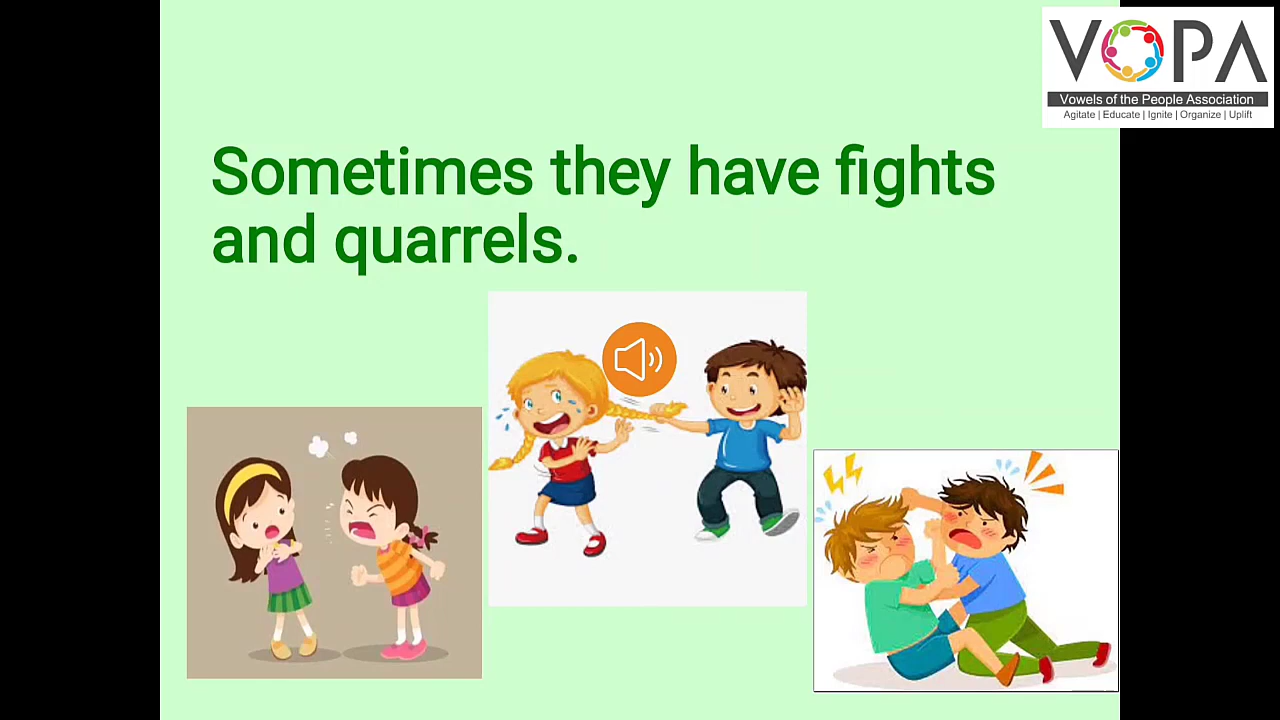 VOPA
Vowels of the People Association
Agitate | Educate | Ignite | Organize | Uplift
Sometimes they have fights
and quarrels.